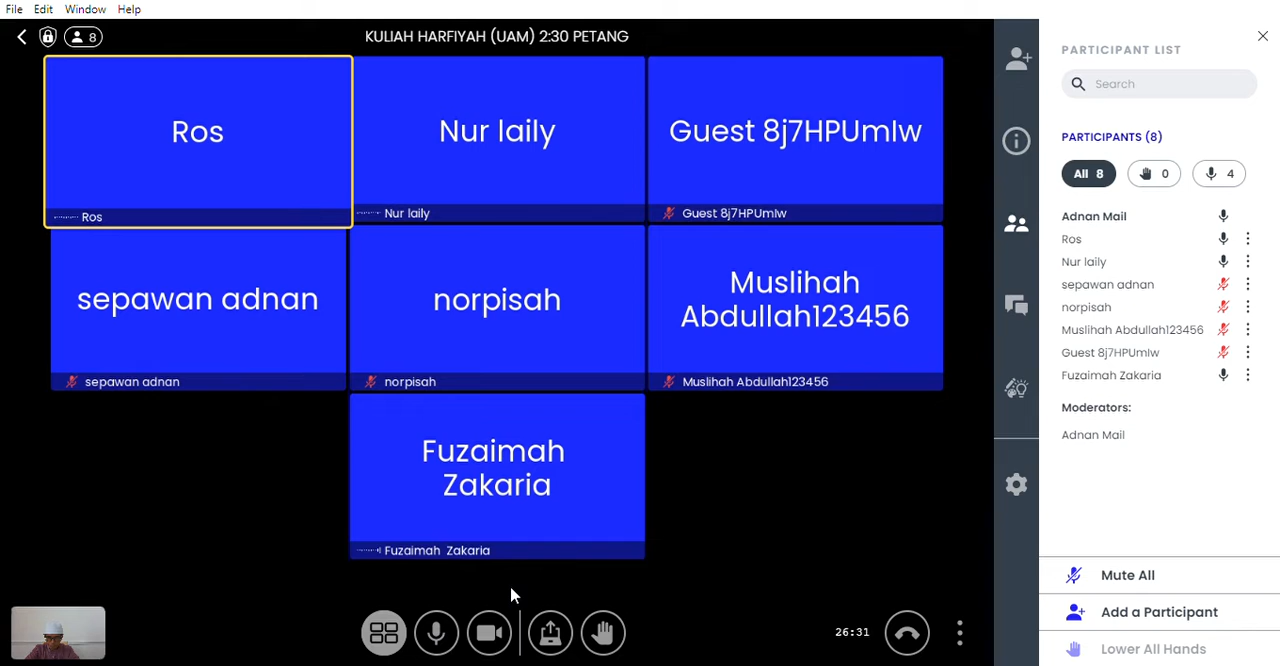 File Edit Window Help
8
KULIAH HARFIYAH (UAM) 2:30 PETANG
Ros
Ros
Nur laily
Nur laily
Guest 8j7HPUmIw
Guest 8j7HPUmIw
sepawan adnan
sepawan adnan
norpisah
norpisah
Muslihah
Abdullah123456
Muslihah Abdullah123456
Fuzaimah
Zakaria
Fuzaimah Zakaria
26:31
PARTICIPANT LIST
Search
PARTICIPANTS (8)
All 8 0 4
Adnan Mail
Ros
Nur laily
sepawan adnan
norpisah
Muslihah Abdullah123456
Guest 8j7HPUmIw
Fuzaimah Zakaria
Moderators:
Adnan Mail
Mute All
Add a Participant
Lower All Hands